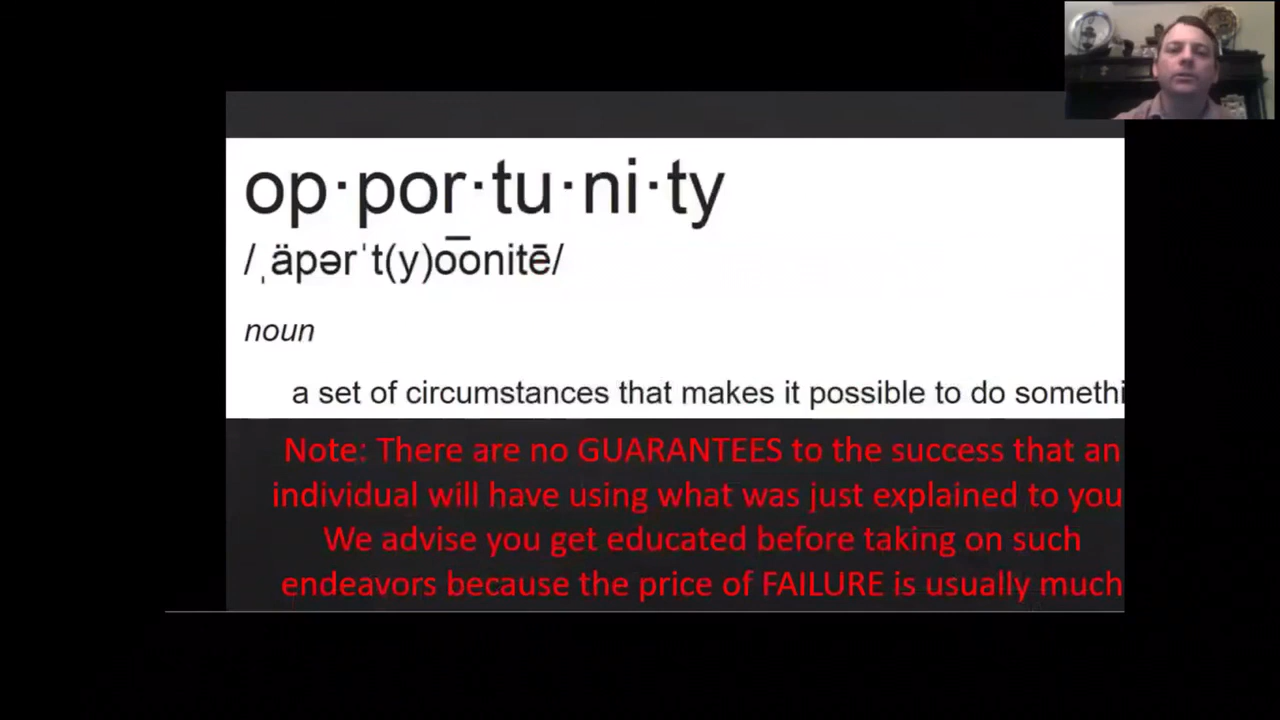 op·por·tu·ni·ty
/ˌäpərˈt(y)o͞onitē/
noun
a set of circumstances that makes it possible to do somethi
Note: There are no GUARANTEES to the success that an
individual will have using what was just explained to you
We advise you get educated before taking on such
endeavors because the price of FAILURE is usually much